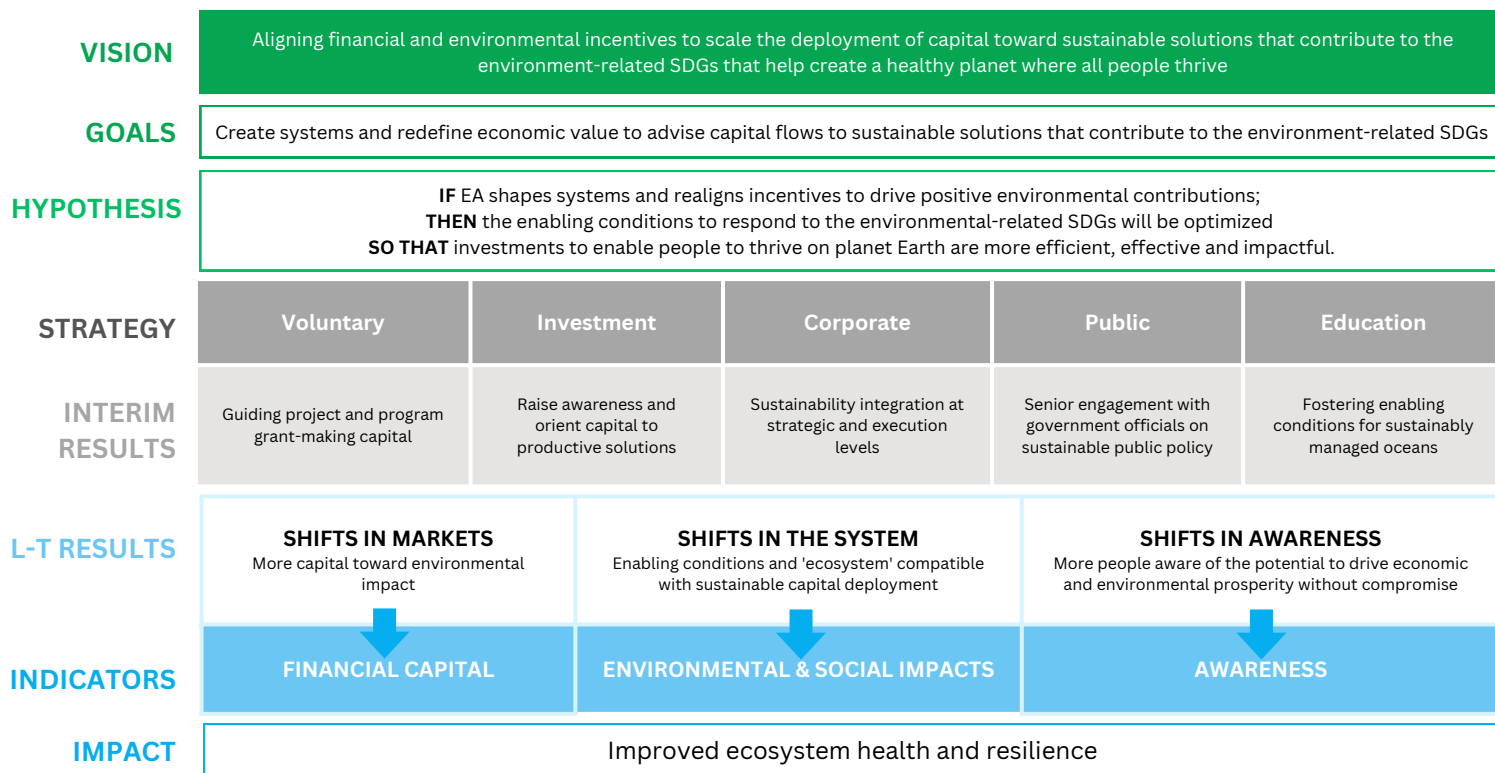 VISION
Aligning financial and environmental incentives to scale the deployment of capital toward sustainable solutions that contribute to the
environment-related SDGs that help create a healthy planet where all people thrive
GOALS
Create systems and redefine economic value to advise capital flows to sustainable solutions that contribute to the environment-related SDGs
HYPOTHESIS
IF EA shapes systems and realigns incentives to drive positive environmental contributions;
THEN the enabling conditions to respond to the environmental-related SDGs will be optimized
SO THAT investments to enable people to thrive on planet Earth are more efficient, effective and impactful.
STRATEGY
Voluntary
Investment
Corporate
Public
Education
INTERIM
RESULTS
Guiding project and program
grant-making capital
Raise awareness and
orient capital to
productive solutions
Sustainability integration at
strategic and execution
levels
Senior engagement with
government officials on
sustainable public policy
Fostering enabling
conditions for sustainably
managed oceans
L-T RESULTS
SHIFTS IN MARKETS
More capital toward environmental
impact
SHIFTS IN THE SYSTEM
Enabling conditions and 'ecosystem' compatible
with sustainable capital deployment
SHIFTS IN AWARENESS
More people aware of the potential to drive economic
and environmental prosperity without compromise
INDICATORS
FINANCIAL CAPITAL
ENVIRONMENTAL & SOCIAL IMPACTS
AWARENESS
IMPACT
Improved ecosystem health and resilience